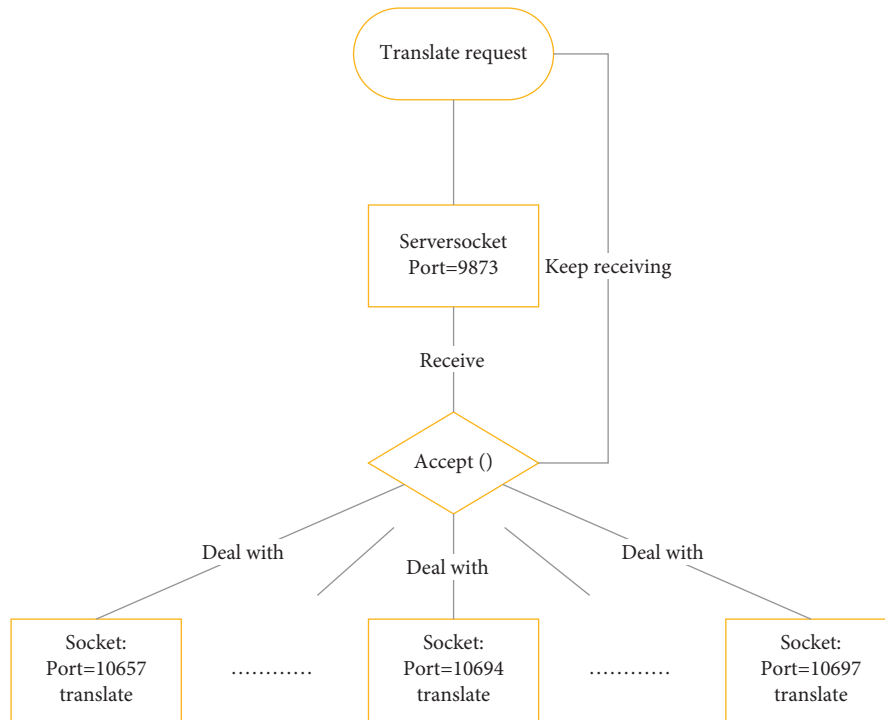 Translate request
Serversocket
Port=9873
Keep receiving
Receive
Accept ()
Deal with
Deal with
Deal with
Socket:
Port=10657
translate
............
Socket:
Port=10694
translate
............
Socket:
Port=10697
translate